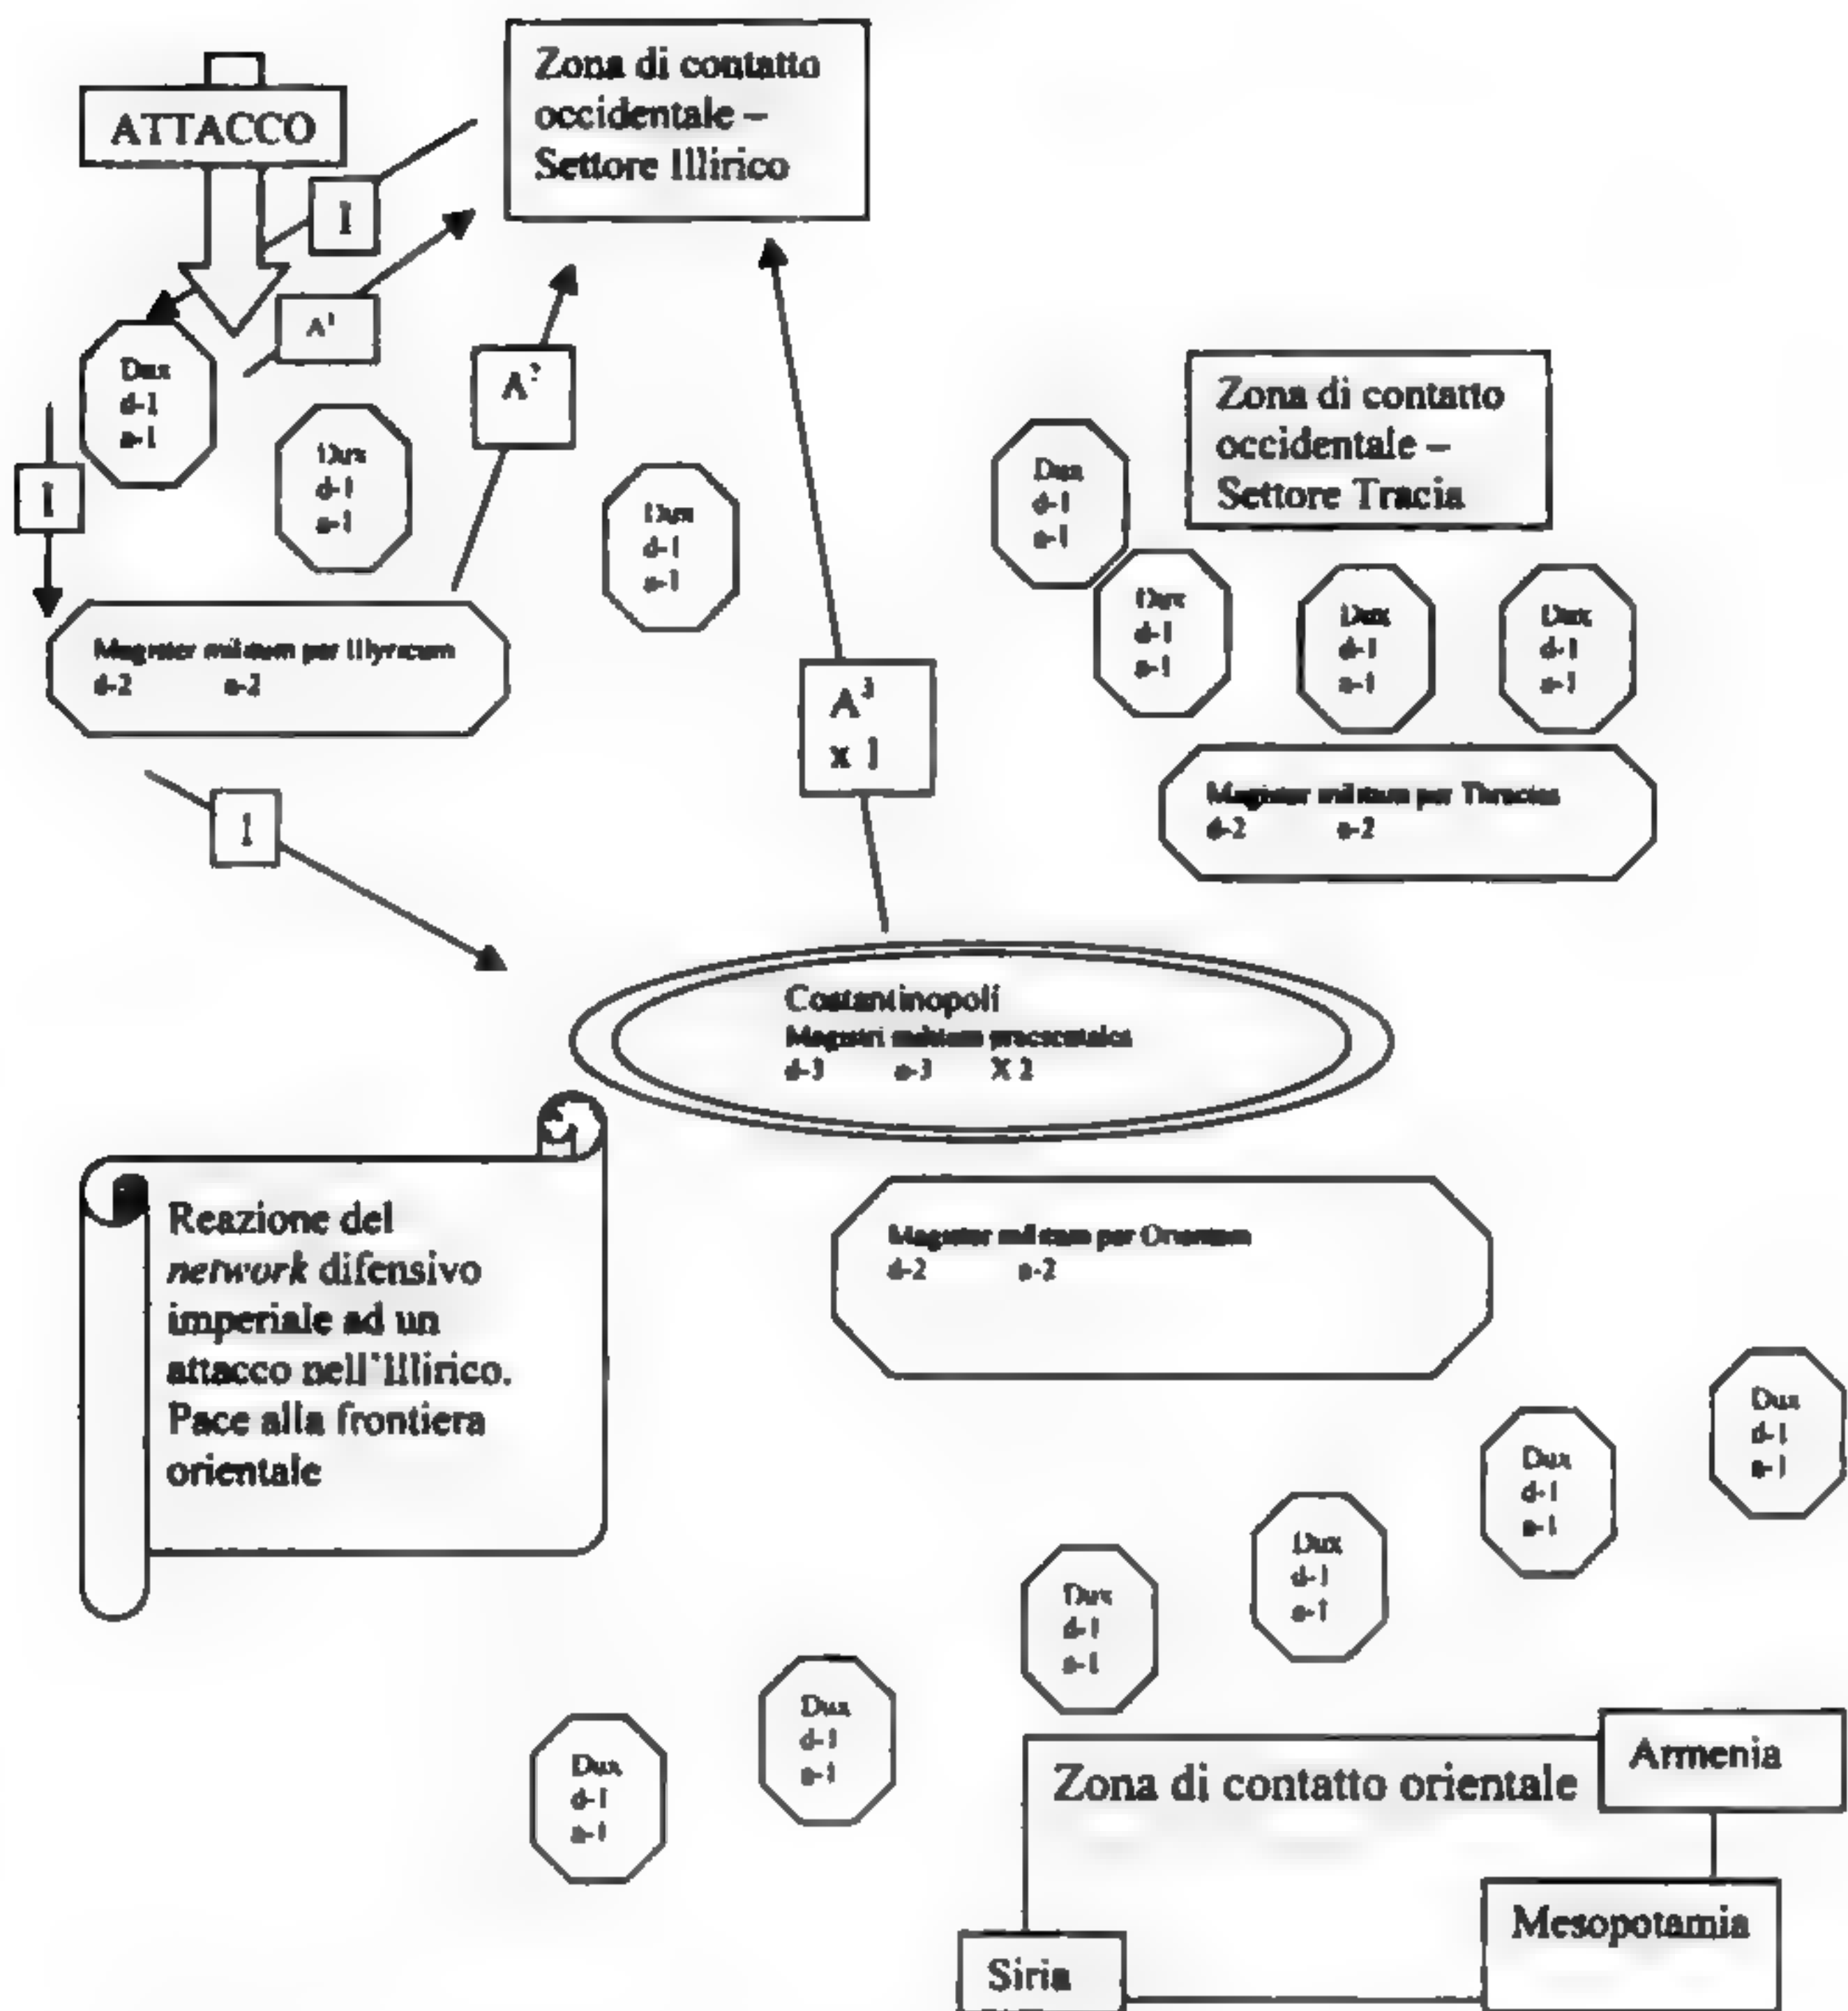 ATTACCO
Zona di contatto
occidentale –
Settore Illirico
I
A¹
A²
Dux
d-1
a-1
Dux
d-1
a-1
Dux
d-1
a-1
I
Magister militum per Illyricum
d-2 a-2
Zona di contatto
occidentale –
Settore Tracia
Dux
d-1
a-1
Dux
d-1
a-1
Dux
d-1
a-1
Dux
d-1
a-1
A³
x 1
Magister militum per Thracias
d-2 a-2
I
Costantinopoli
Magistri militum praesentales
d-3 a-3 X 2
Reazione del
network difensivo
imperiale ad un
attacco nell'Illirico.
Pace alla frontiera
orientale
Magister militum per Orientem
d-2 a-2
Dux
d-1
a-1
Dux
d-1
a-1
Dux
d-1
a-1
Dux
d-1
a-1
Dux
d-1
a-1
Dux
d-1
a-1
Zona di contatto orientale
Armenia
Mesopotamia
Siria